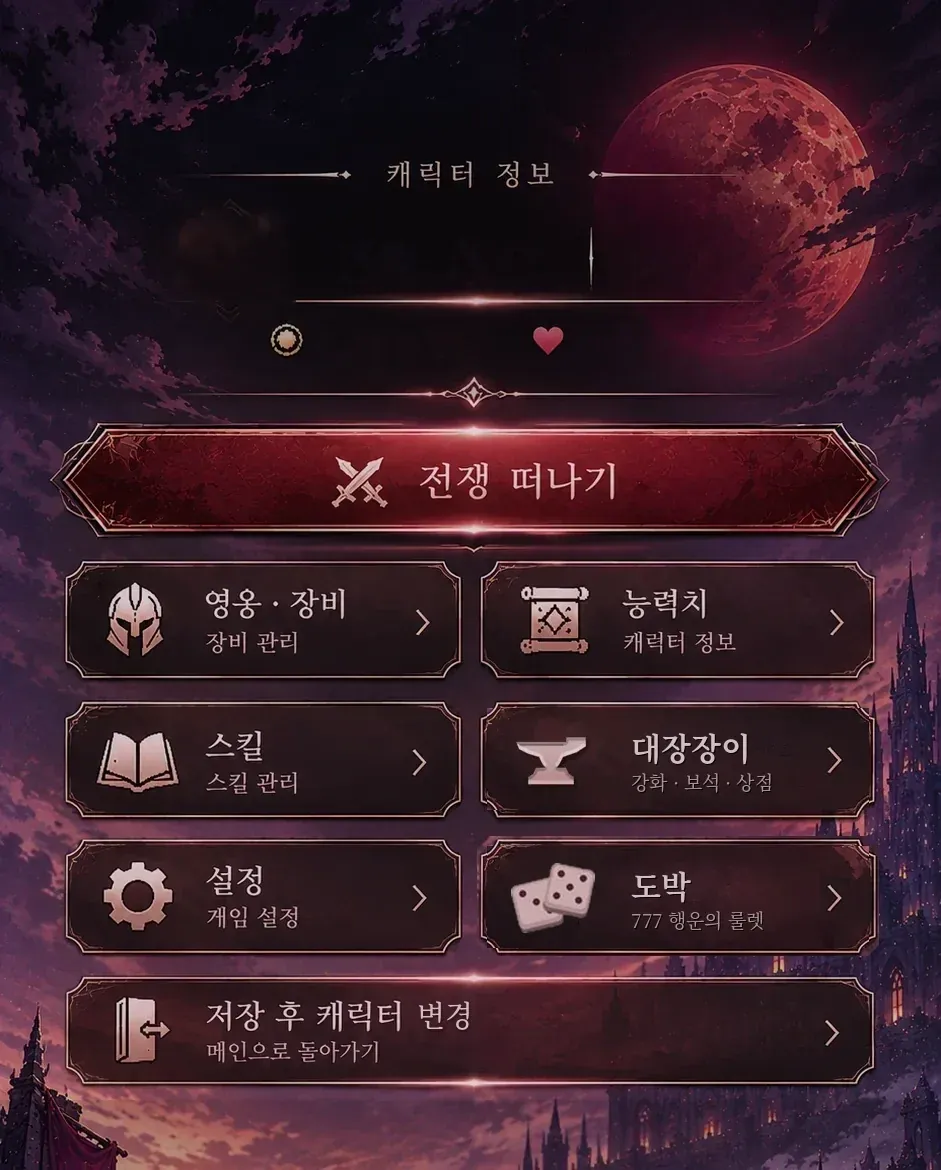 캐릭터 정보
전쟁 떠나기
영웅 · 장비
장비 관리
능력치
캐릭터 정보
스킬
스킬 관리
대장장이
강화 · 보석 · 상점
설정
게임 설정
도박
777 행운의 룰렛
저장 후 캐릭터 변경
메인으로 돌아가기